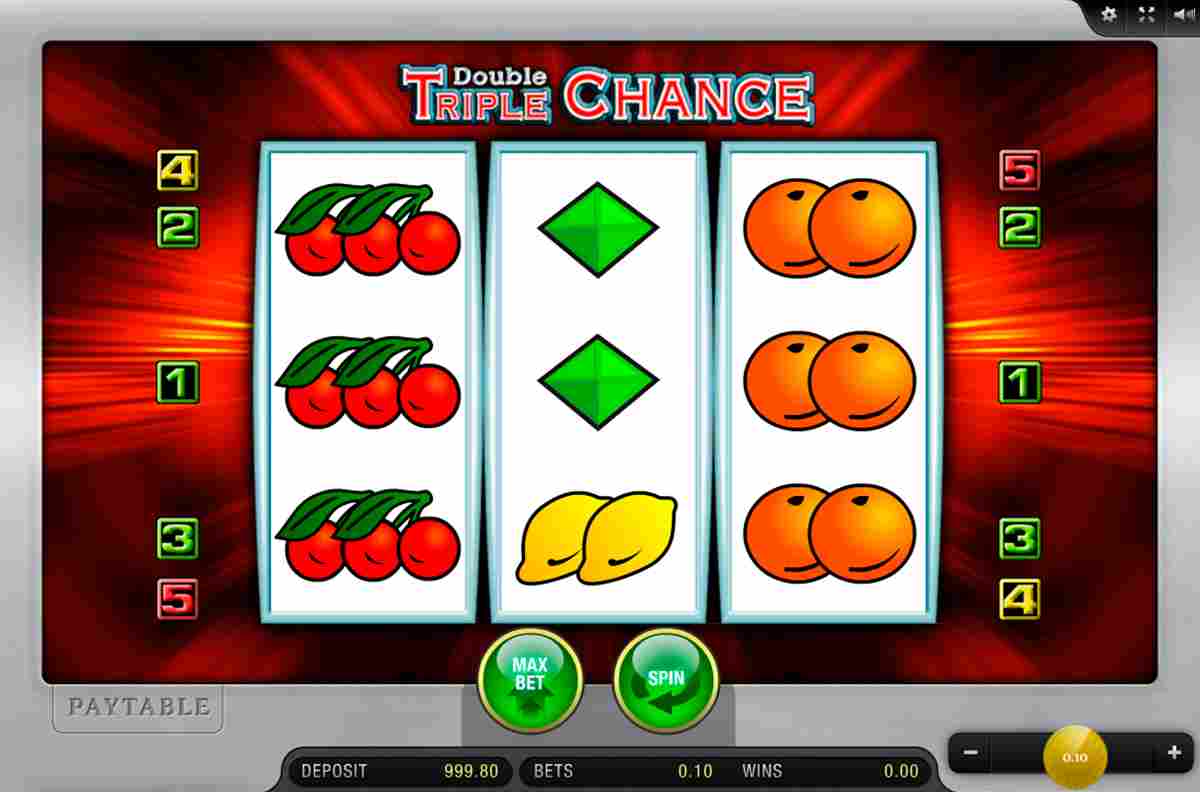 Double
TRIPLE CHANCE
4
5
2
2
1
1
3
3
5
4
MAX
BET
SPIN
PAYTABLE
DEPOSIT 999.80 BETS 0.10 WINS 0.00
- 0.10 +